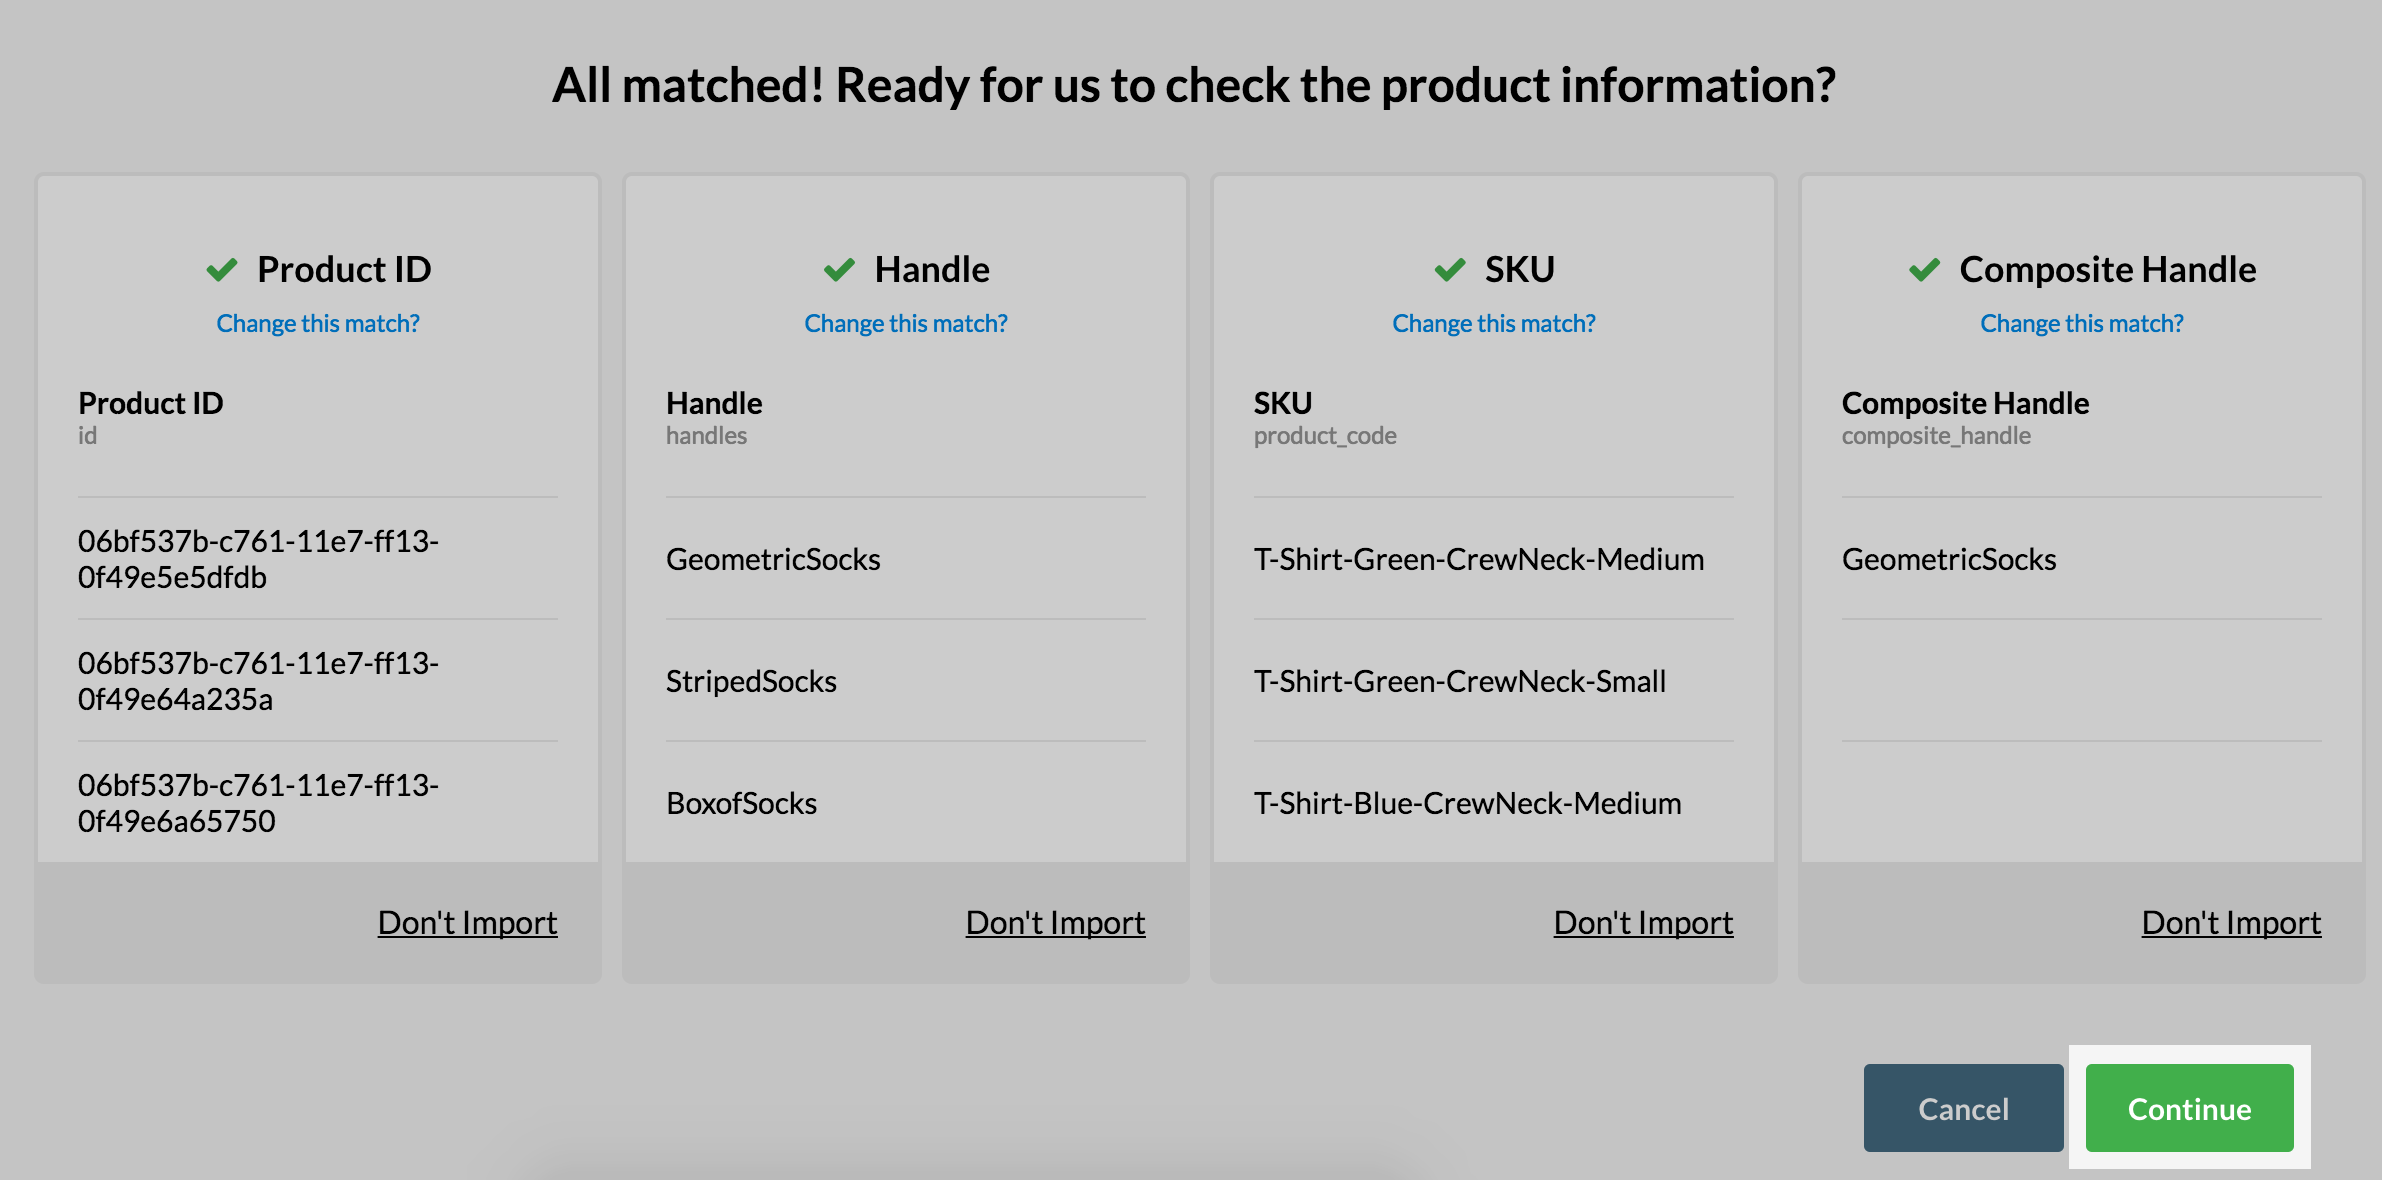 All matched! Ready for us to check the product information?
Product ID
Change this match?
Product ID
id
06bf537b-c761-11e7-ff13-
0f49e5e5dfdb
06bf537b-c761-11e7-ff13-
0f49e64a235a
06bf537b-c761-11e7-ff13-
0f49e6a65750
Don't Import
Handle
Change this match?
Handle
handles
GeometricSocks
StripedSocks
BoxofSocks
Don't Import
SKU
Change this match?
SKU
product_code
T-Shirt-Green-CrewNeck-Medium
T-Shirt-Green-CrewNeck-Small
T-Shirt-Blue-CrewNeck-Medium
Don't Import
Composite Handle
Change this match?
Composite Handle
composite_handle
GeometricSocks
Don't Import
Cancel
Continue